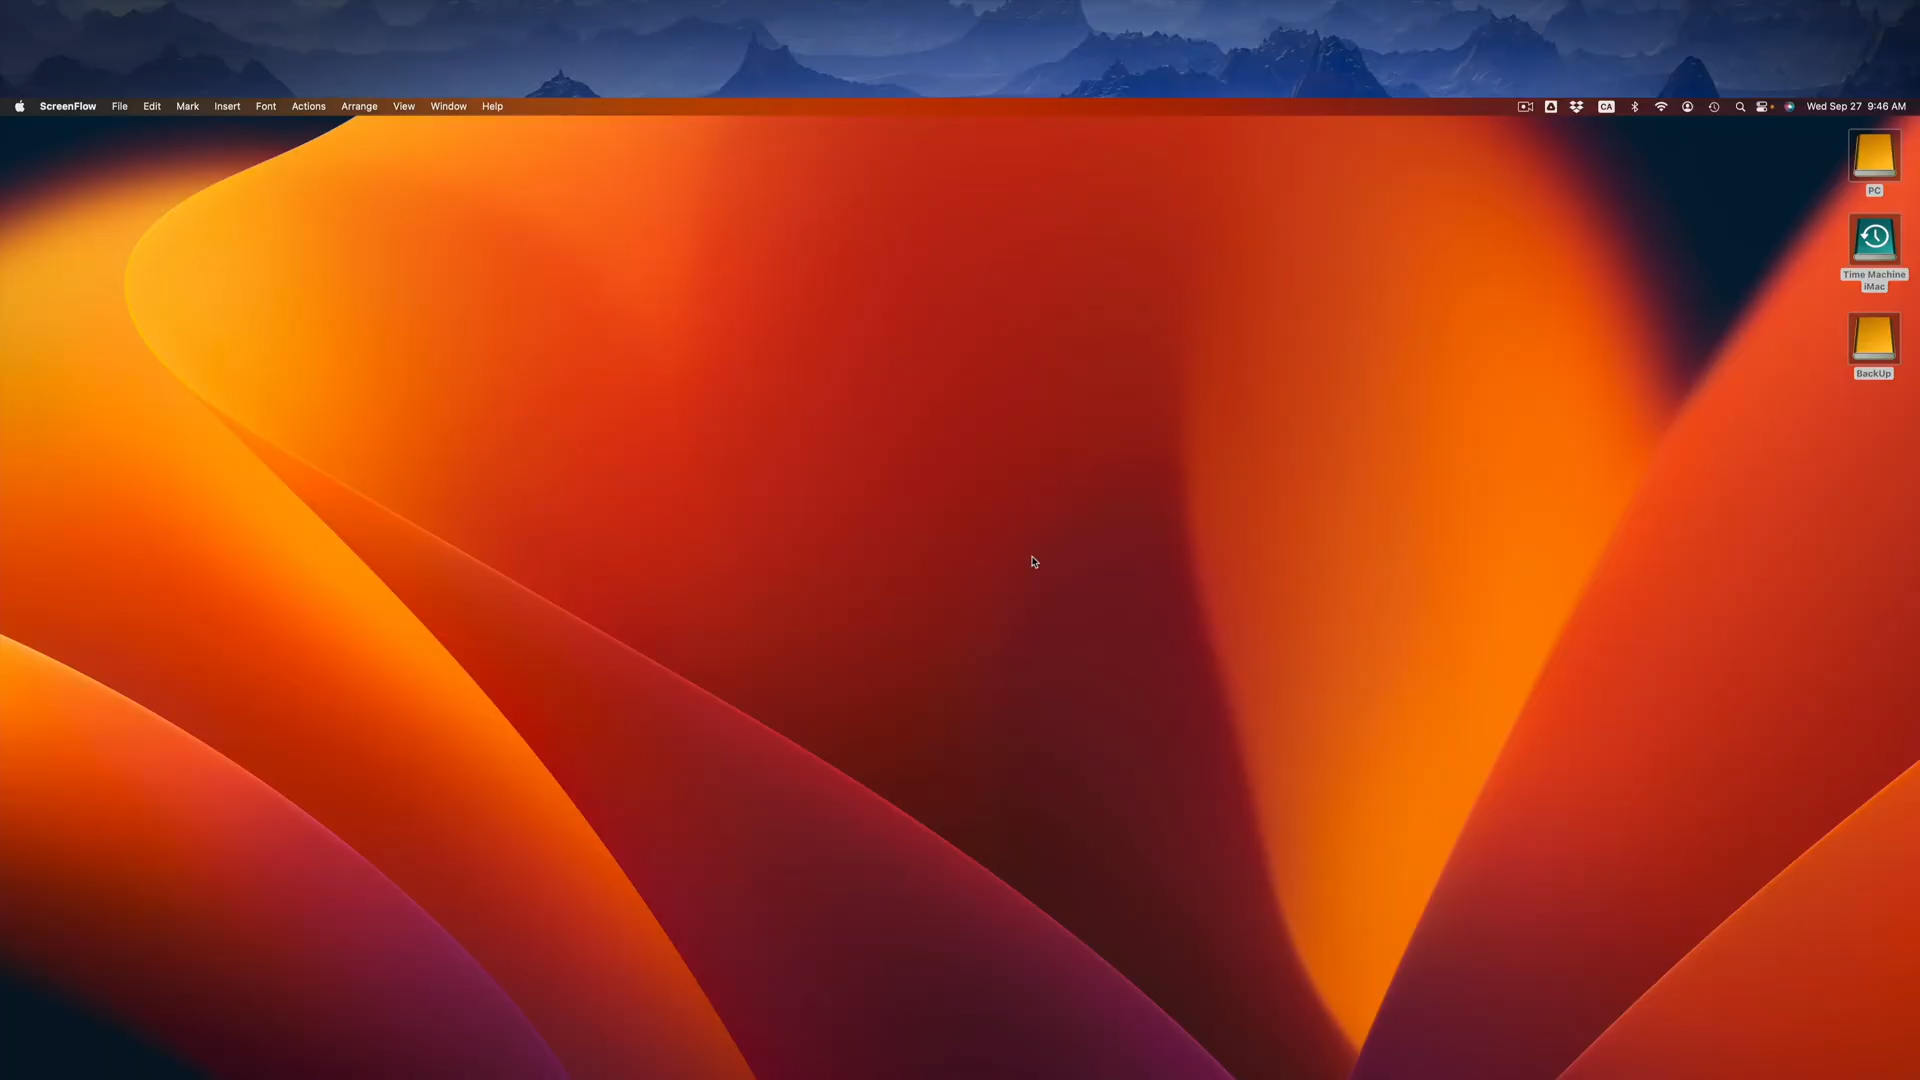 ScreenFlow File Edit Mark Insert Font Actions Arrange View Window Help CA Wed Sep 27 9:46 AM
PC
Time Machine
iMac
BackUp